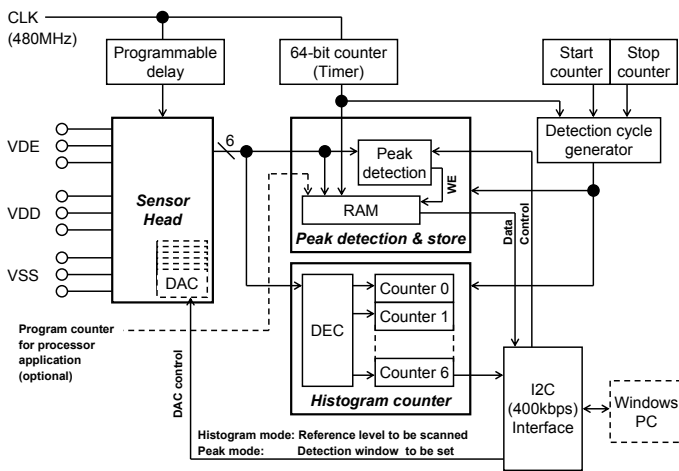 CLK
(480MHz)
Programmable
delay
64-bit counter
(Timer)
Start
counter
Stop
counter
VDE
VDD
VSS
Sensor
Head
DAC
6
Peak
detection
WE
RAM
Peak detection & store
Detection cycle
generator
Data
Control
Program counter
for processor
application
(optional)
DAC control
DEC
Counter 0
Counter 1
Counter 6
Histogram counter
I2C
(400kbps)
Interface
Windows
PC
Histogram mode: Reference level to be scanned
Peak mode: Detection window to be set